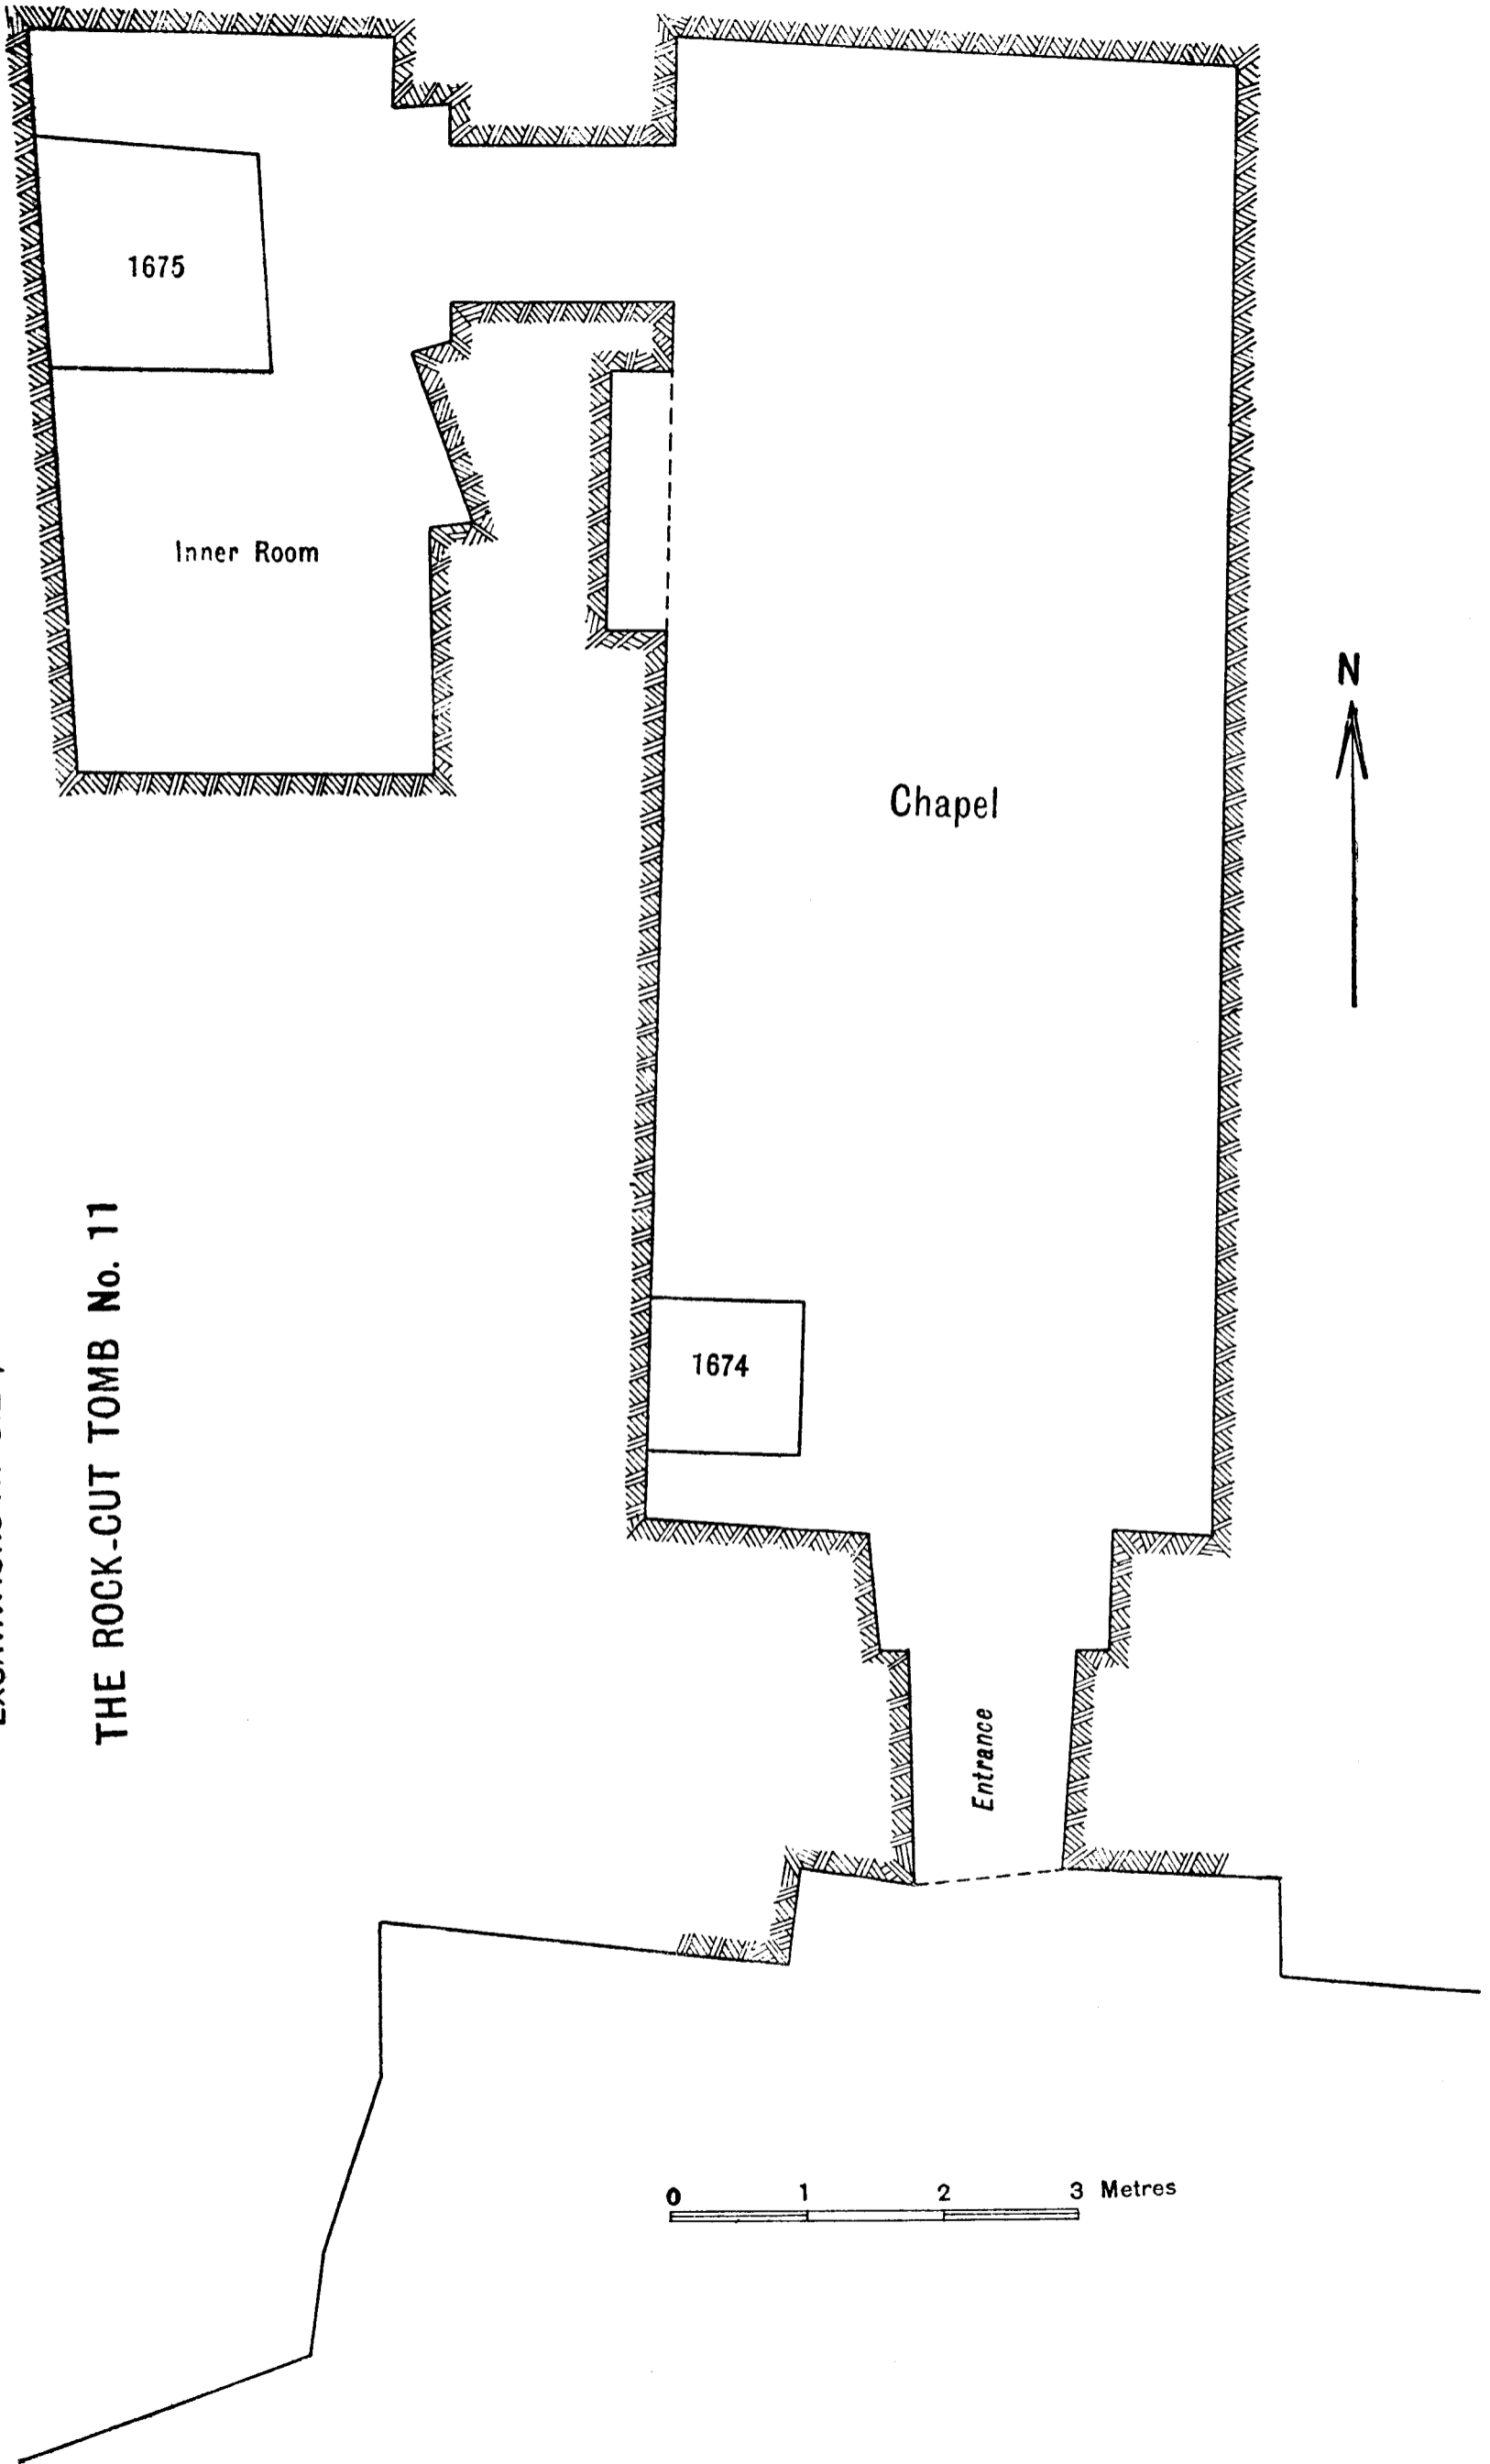 THE ROCK-CUT TOMB No. 11
1675
Inner Room
N
Chapel
1674
Entrance
0 1 2 3 Metres